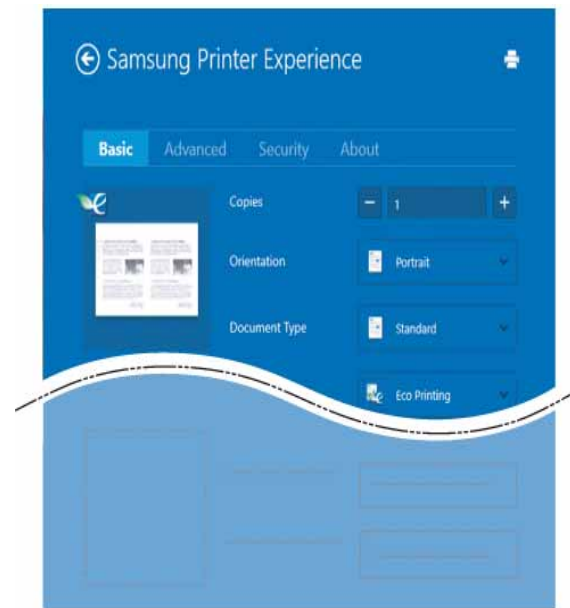 Samsung Printer Experience
Basic Advanced Security About
Copies 1
Orientation Portrait
Document Type Standard
Eco Printing